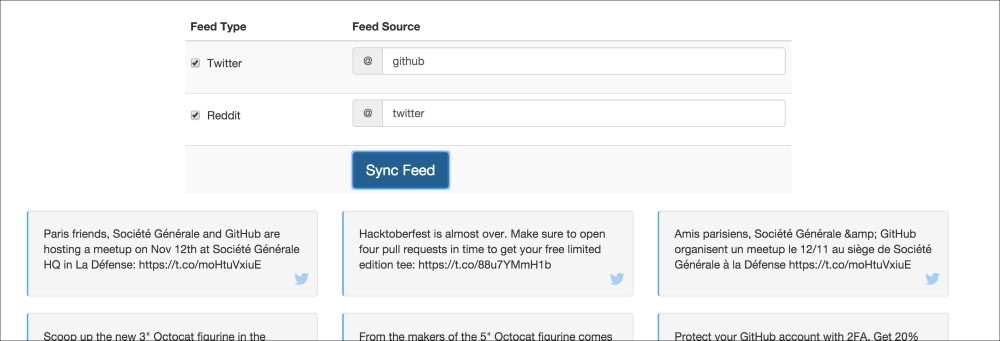 Feed Type Feed Source
Twitter @ github
Reddit @ twitter
Sync Feed
Paris friends, Société Générale and GitHub are
hosting a meetup on Nov 12th at Société Générale
HQ in La Défense: https://t.co/moHtuVxiuE
Hacktoberfest is almost over. Make sure to open
four pull requests in time to get your free limited
edition tee: https://t.co/88u7YMmH1b
Amis parisiens, Société Générale &amp; GitHub
organisent un meetup le 12/11 au siège de Société
Générale à la Défense https://t.co/moHtuVxiuE
Scoop up the new 3" Octocat figurine in the
From the makers of the 5" Octocat figurine comes
Protect your GitHub account with 2FA. Get 20%